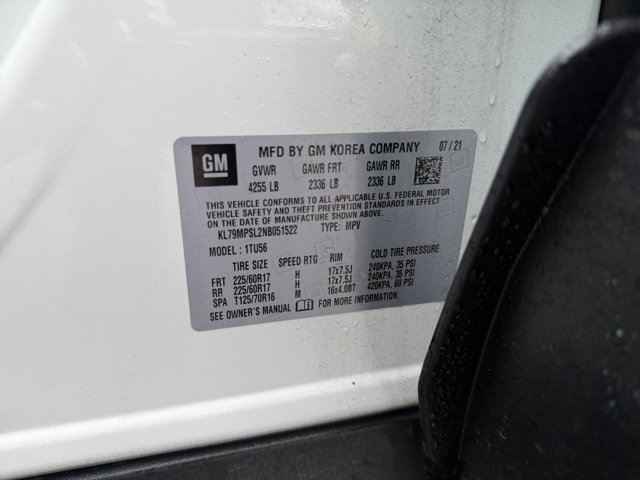 GM MFD BY GM KOREA COMPANY 07 / 21
GVWR GAWR FRT GAWR RR
4255 LB 2336 LB 2336 LB
THIS VEHICLE CONFORMS TO ALL APPLICABLE U.S. FEDERAL MOTOR
VEHICLE SAFETY AND THEFT PREVENTION STANDARDS IN EFFECT
ON THE DATE OF MANUFACTURE SHOWN ABOVE.
KL79MPSL2NB051522 TYPE: MPV
MODEL : 1TU56
TIRE SIZE SPEED RTG RIM COLD TIRE PRESSURE
FRT 225/60R17 H 17x7.5J 240KPA, 35 PSI
RR 225/60R17 H 17x7.5J 240KPA, 35 PSI
SPA T125/70R16 M 16x4.0BT 420KPA, 60 PSI
SEE OWNER'S MANUAL FOR MORE INFORMATION.